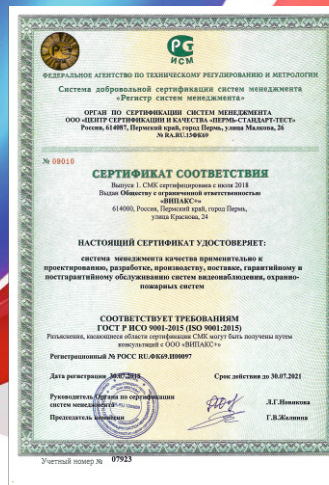 РСТ
ИСМ
ФЕДЕРАЛЬНОЕ АГЕНТСТВО ПО ТЕХНИЧЕСКОМУ РЕГУЛИРОВАНИЮ И МЕТРОЛОГИИ
Система добровольной сертификации систем менеджмента
«Регистр систем менеджмента»
ОРГАН ПО СЕРТИФИКАЦИИ СИСТЕМ МЕНЕДЖМЕНТА
ООО «ЦЕНТР СЕРТИФИКАЦИИ И КАЧЕСТВА «ПЕРМЬ-СТАНДАРТ-ТЕСТ»
Россия, 614087, Пермский край, город Пермь, улица Малкова, 26
№ RA.RU.13ФК69
№ 09010
СЕРТИФИКАТ СООТВЕТСТВИЯ
Выпуск 1. СМК сертифицирована с июля 2018
Выдан Обществу с ограниченной ответственностью
«ВИПАКС+»
614000, Россия, Пермский край, город Пермь,
улица Краснова, 24
НАСТОЯЩИЙ СЕРТИФИКАТ УДОСТОВЕРЯЕТ:
система менеджмента качества применительно к
проектированию, разработке, производству, поставке, гарантийному и
постгарантийному обслуживанию систем видеонаблюдения, охранно-
пожарных систем
СООТВЕТСТВУЕТ ТРЕБОВАНИЯМ
ГОСТ Р ИСО 9001-2015 (ISO 9001:2015)
Разъяснения, касающиеся области сертификации СМК могут быть получены путем
консультаций с ООО «ВИПАКС+»
Регистрационный № РОСС RU.ФК69.И00097
Дата регистрации 30.07.2018 Срок действия до 30.07.2021
Руководитель Органа по сертификации
систем менеджмента Л.Г.Новикова
Председатель комиссии Г.В.Жданова
Учетный номер № 07923